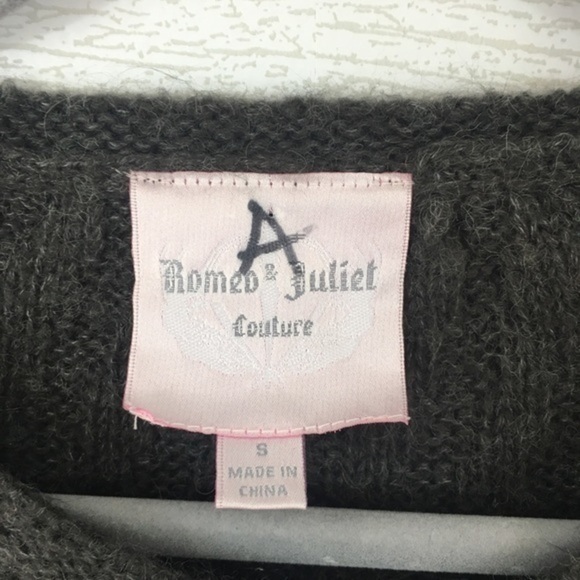 A
Romeo & Juliet
Couture
S
MADE IN
CHINA